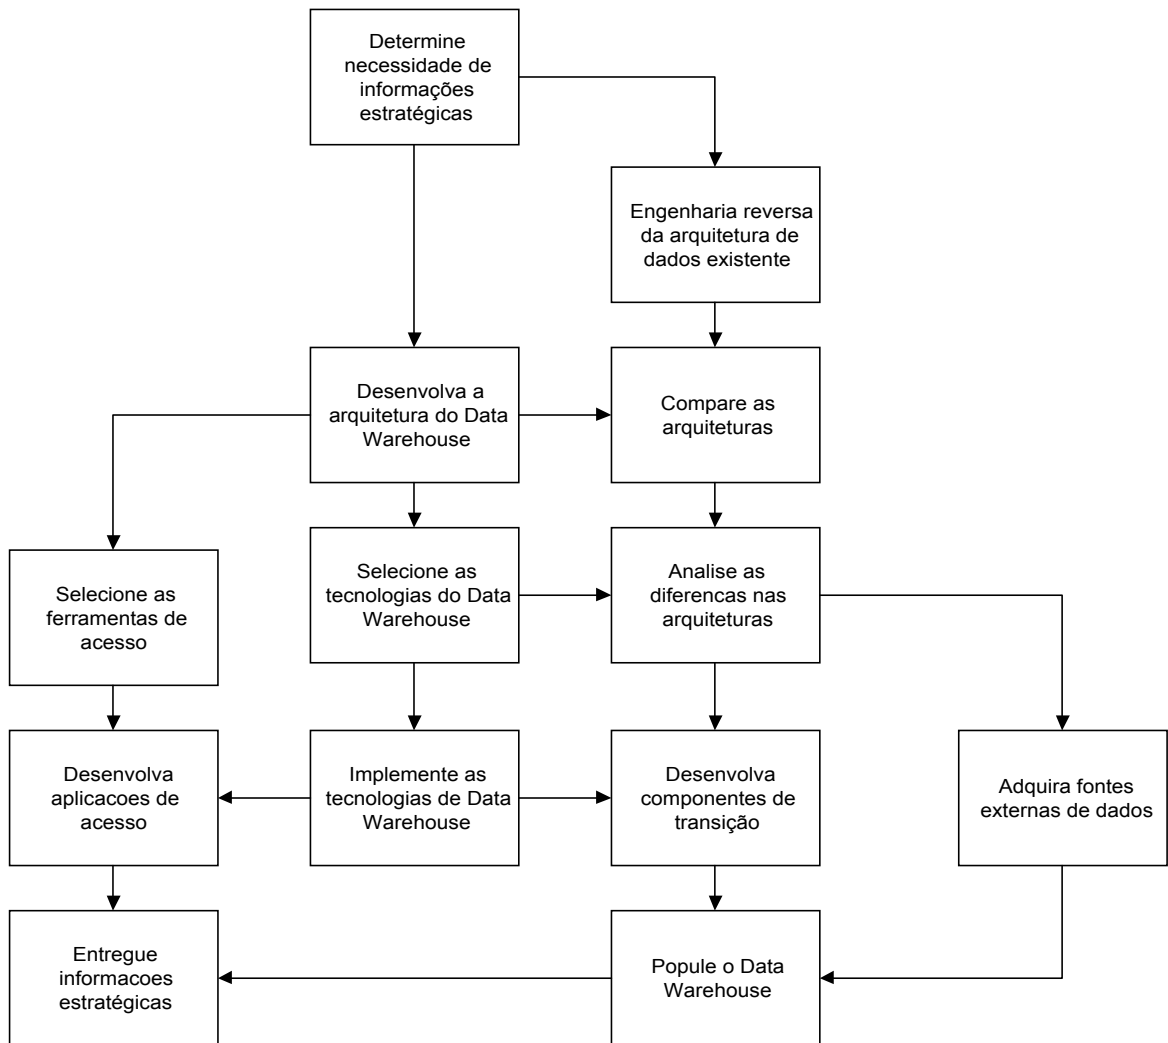 Determine
necessidade de
informações
estratégicas
Engenharia reversa
da arquitetura de
dados existente
Desenvolva a
arquitetura do Data
Warehouse
Compare as
arquiteturas
Selecione as
ferramentas de
acesso
Selecione as
tecnologias do Data
Warehouse
Analise as
diferencas nas
arquiteturas
Desenvolva
aplicacoes de
acesso
Implemente as
tecnologias de Data
Warehouse
Desenvolva
componentes de
transição
Adquira fontes
externas de dados
Entregue
informacoes
estratégicas
Popule o Data
Warehouse